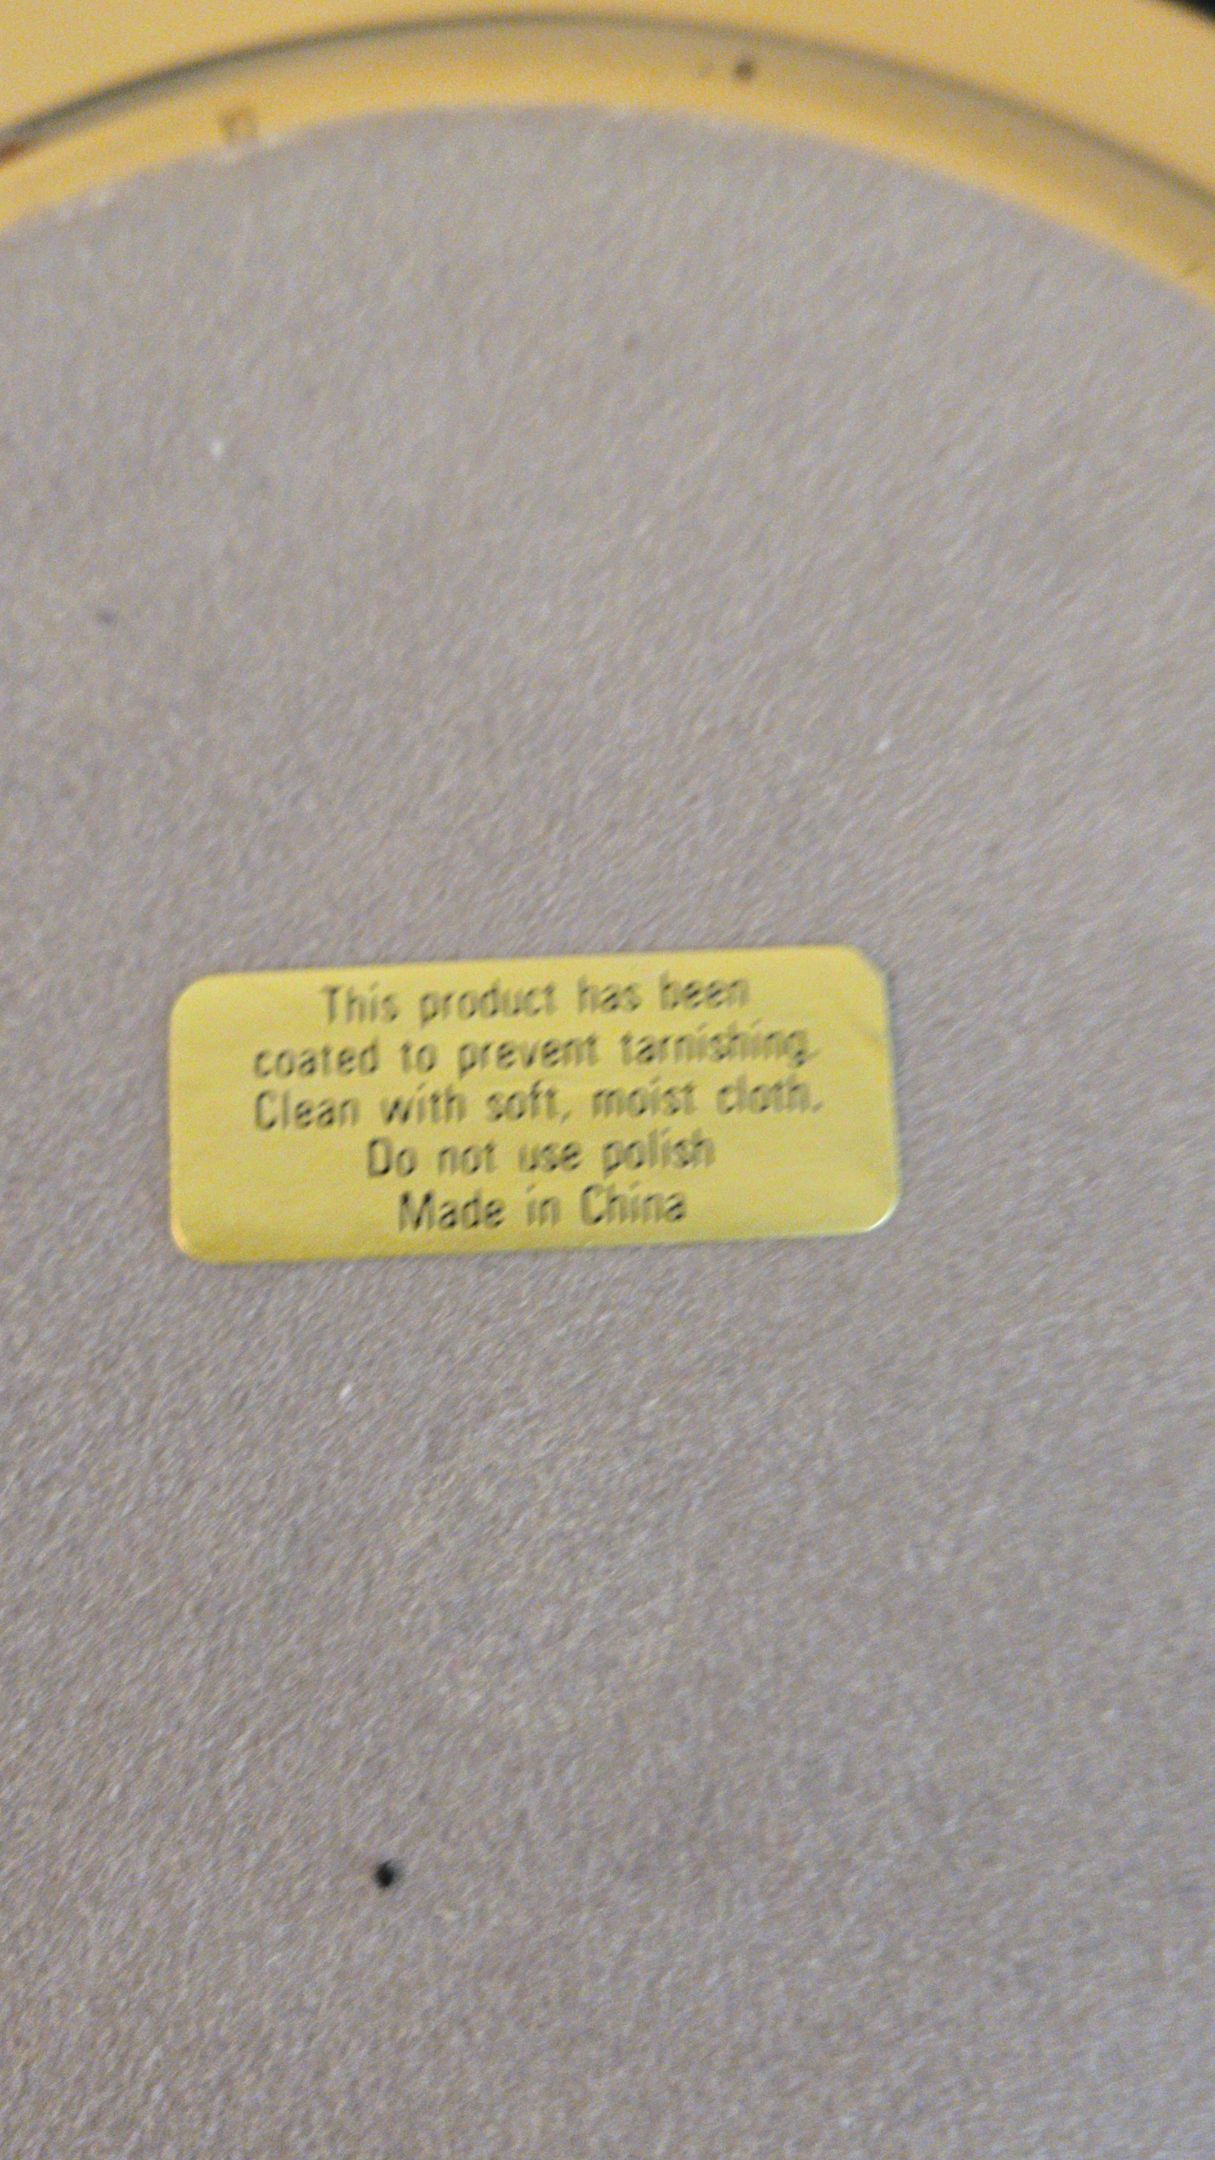 This product has been
coated to prevent tarnishing.
Clean with soft, moist cloth.
Do not use polish
Made in China